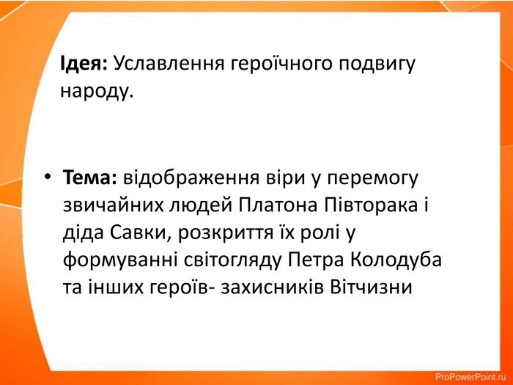 Ідея: Уславлення героїчного подвигу
народу.
• Тема: відображення віри у перемогу
звичайних людей Платона Півторака і
діда Савки, розкриття їх ролі у
формуванні світогляду Петра Колодуба
та інших героїв- захисників Вітчизни
ProPowerPoint.ru